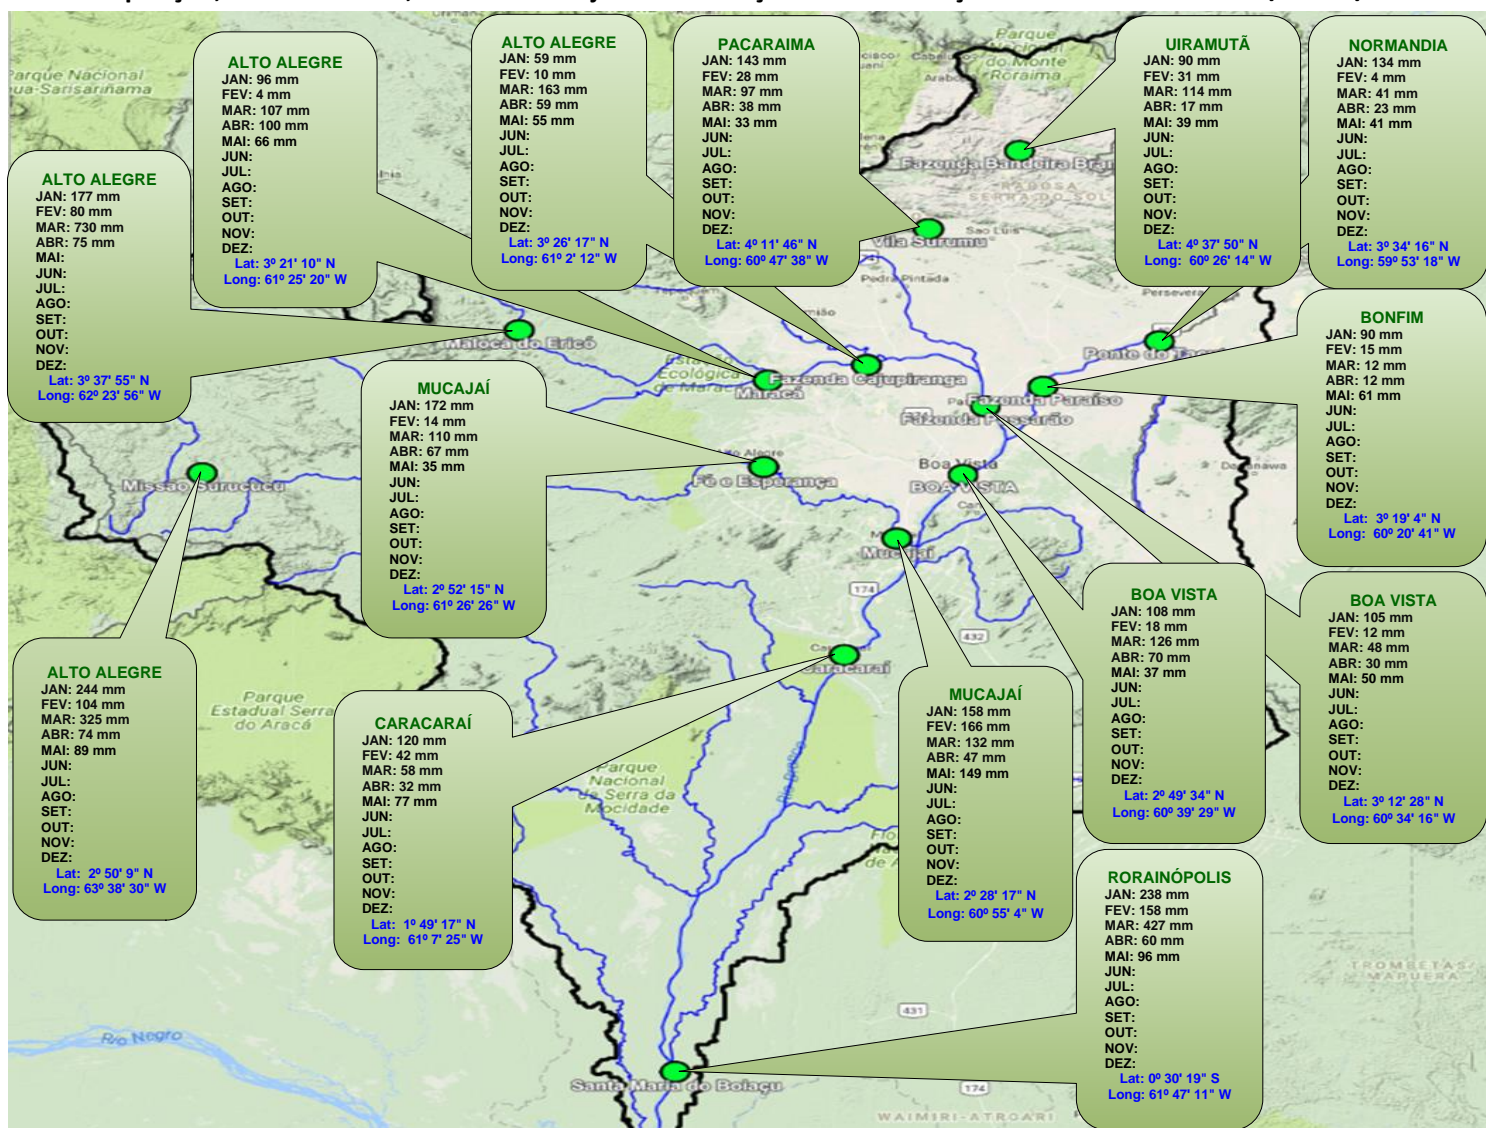 ALTO ALEGRE
JAN: 96 mm
FEV: 4 mm
MAR: 107 mm
ABR: 100 mm
MAI: 66 mm
JUN:
JUL:
AGO:
SET:
OUT:
NOV:
DEZ:
Lat: 3º 21' 10" N
Long: 61º 25' 20" W
ALTO ALEGRE
JAN: 59 mm
FEV: 10 mm
MAR: 163 mm
ABR: 59 mm
MAI: 55 mm
JUN:
JUL:
AGO:
SET:
OUT:
NOV:
DEZ:
Lat: 3º 26' 17" N
Long: 61º 2' 12" W
PACARAIMA
JAN: 143 mm
FEV: 28 mm
MAR: 97 mm
ABR: 38 mm
MAI: 33 mm
JUN:
JUL:
AGO:
SET:
OUT:
NOV:
DEZ:
Lat: 4º 11' 46" N
Long: 60º 47' 38" W
UIRAMUTÃ
JAN: 90 mm
FEV: 31 mm
MAR: 114 mm
ABR: 17 mm
MAI: 39 mm
JUN:
JUL:
AGO:
SET:
OUT:
NOV:
DEZ:
Lat: 4º 37' 50" N
Long: 60º 26' 14" W
NORMANDIA
JAN: 134 mm
FEV: 4 mm
MAR: 41 mm
ABR: 23 mm
MAI: 41 mm
JUN:
JUL:
AGO:
SET:
OUT:
NOV:
DEZ:
Lat: 3º 34' 16" N
Long: 59º 53' 18" W
ALTO ALEGRE
JAN: 177 mm
FEV: 80 mm
MAR: 730 mm
ABR: 75 mm
MAI:
JUN:
JUL:
AGO:
SET:
OUT:
NOV:
DEZ:
Lat: 3º 37' 55" N
Long: 62º 23' 56" W
MUCAJAÍ
JAN: 172 mm
FEV: 14 mm
MAR: 110 mm
ABR: 67 mm
MAI: 35 mm
JUN:
JUL:
AGO:
SET:
OUT:
NOV:
DEZ:
Lat: 2º 52' 15" N
Long: 61º 26' 26" W
BONFIM
JAN: 90 mm
FEV: 15 mm
MAR: 12 mm
ABR: 12 mm
MAI: 61 mm
JUN:
JUL:
AGO:
SET:
OUT:
NOV:
DEZ:
Lat: 3º 19' 4" N
Long: 60º 20' 41" W
ALTO ALEGRE
JAN: 244 mm
FEV: 104 mm
MAR: 325 mm
ABR: 74 mm
MAI: 89 mm
JUN:
JUL:
AGO:
SET:
OUT:
NOV:
DEZ:
Lat: 2º 50' 9" N
Long: 63º 38' 30" W
CARACARAÍ
JAN: 120 mm
FEV: 42 mm
MAR: 58 mm
ABR: 32 mm
MAI: 77 mm
JUN:
JUL:
AGO:
SET:
OUT:
NOV:
DEZ:
Lat: 1º 49' 17" N
Long: 61º 7' 25" W
MUCAJAÍ
JAN: 158 mm
FEV: 166 mm
MAR: 132 mm
ABR: 47 mm
MAI: 149 mm
JUN:
JUL:
AGO:
SET:
OUT:
NOV:
DEZ:
Lat: 2º 28' 17" N
Long: 60º 55' 4" W
BOA VISTA
JAN: 108 mm
FEV: 18 mm
MAR: 126 mm
ABR: 70 mm
MAI: 37 mm
JUN:
JUL:
AGO:
SET:
OUT:
NOV:
DEZ:
Lat: 2º 49' 34" N
Long: 60º 39' 29" W
BOA VISTA
JAN: 105 mm
FEV: 12 mm
MAR: 48 mm
ABR: 30 mm
MAI: 50 mm
JUN:
JUL:
AGO:
SET:
OUT:
NOV:
DEZ:
Lat: 3º 12' 28" N
Long: 60º 34' 16" W
RORAINÓPOLIS
JAN: 238 mm
FEV: 158 mm
MAR: 427 mm
ABR: 60 mm
MAI: 96 mm
JUN:
JUL:
AGO:
SET:
OUT:
NOV:
DEZ:
Lat: 0º 30' 19" S
Long: 61º 47' 11" W
Parque
do Monte
Roraima
Vila Surumu
Maloca do Ericó
Estação
Ecológica
de Maracá
Maracá
Fazenda Cajupiranga
Fazenda Paraíso
Fazenda Passarão
Missão Surucucu
Fé e Esperança
Boa Vista
BOA VISTA
Mucajaí
174
432
Caracaraí
Parque
Estadual Serra
do Aracá
Parque
Nacional
da Serra da
Mocidade
Rio Branco
Rio Negro
431
174
Santa Maria do Boiaçu
WAIMIRI-ATROARI
TROMBETAS/
MAPUERA